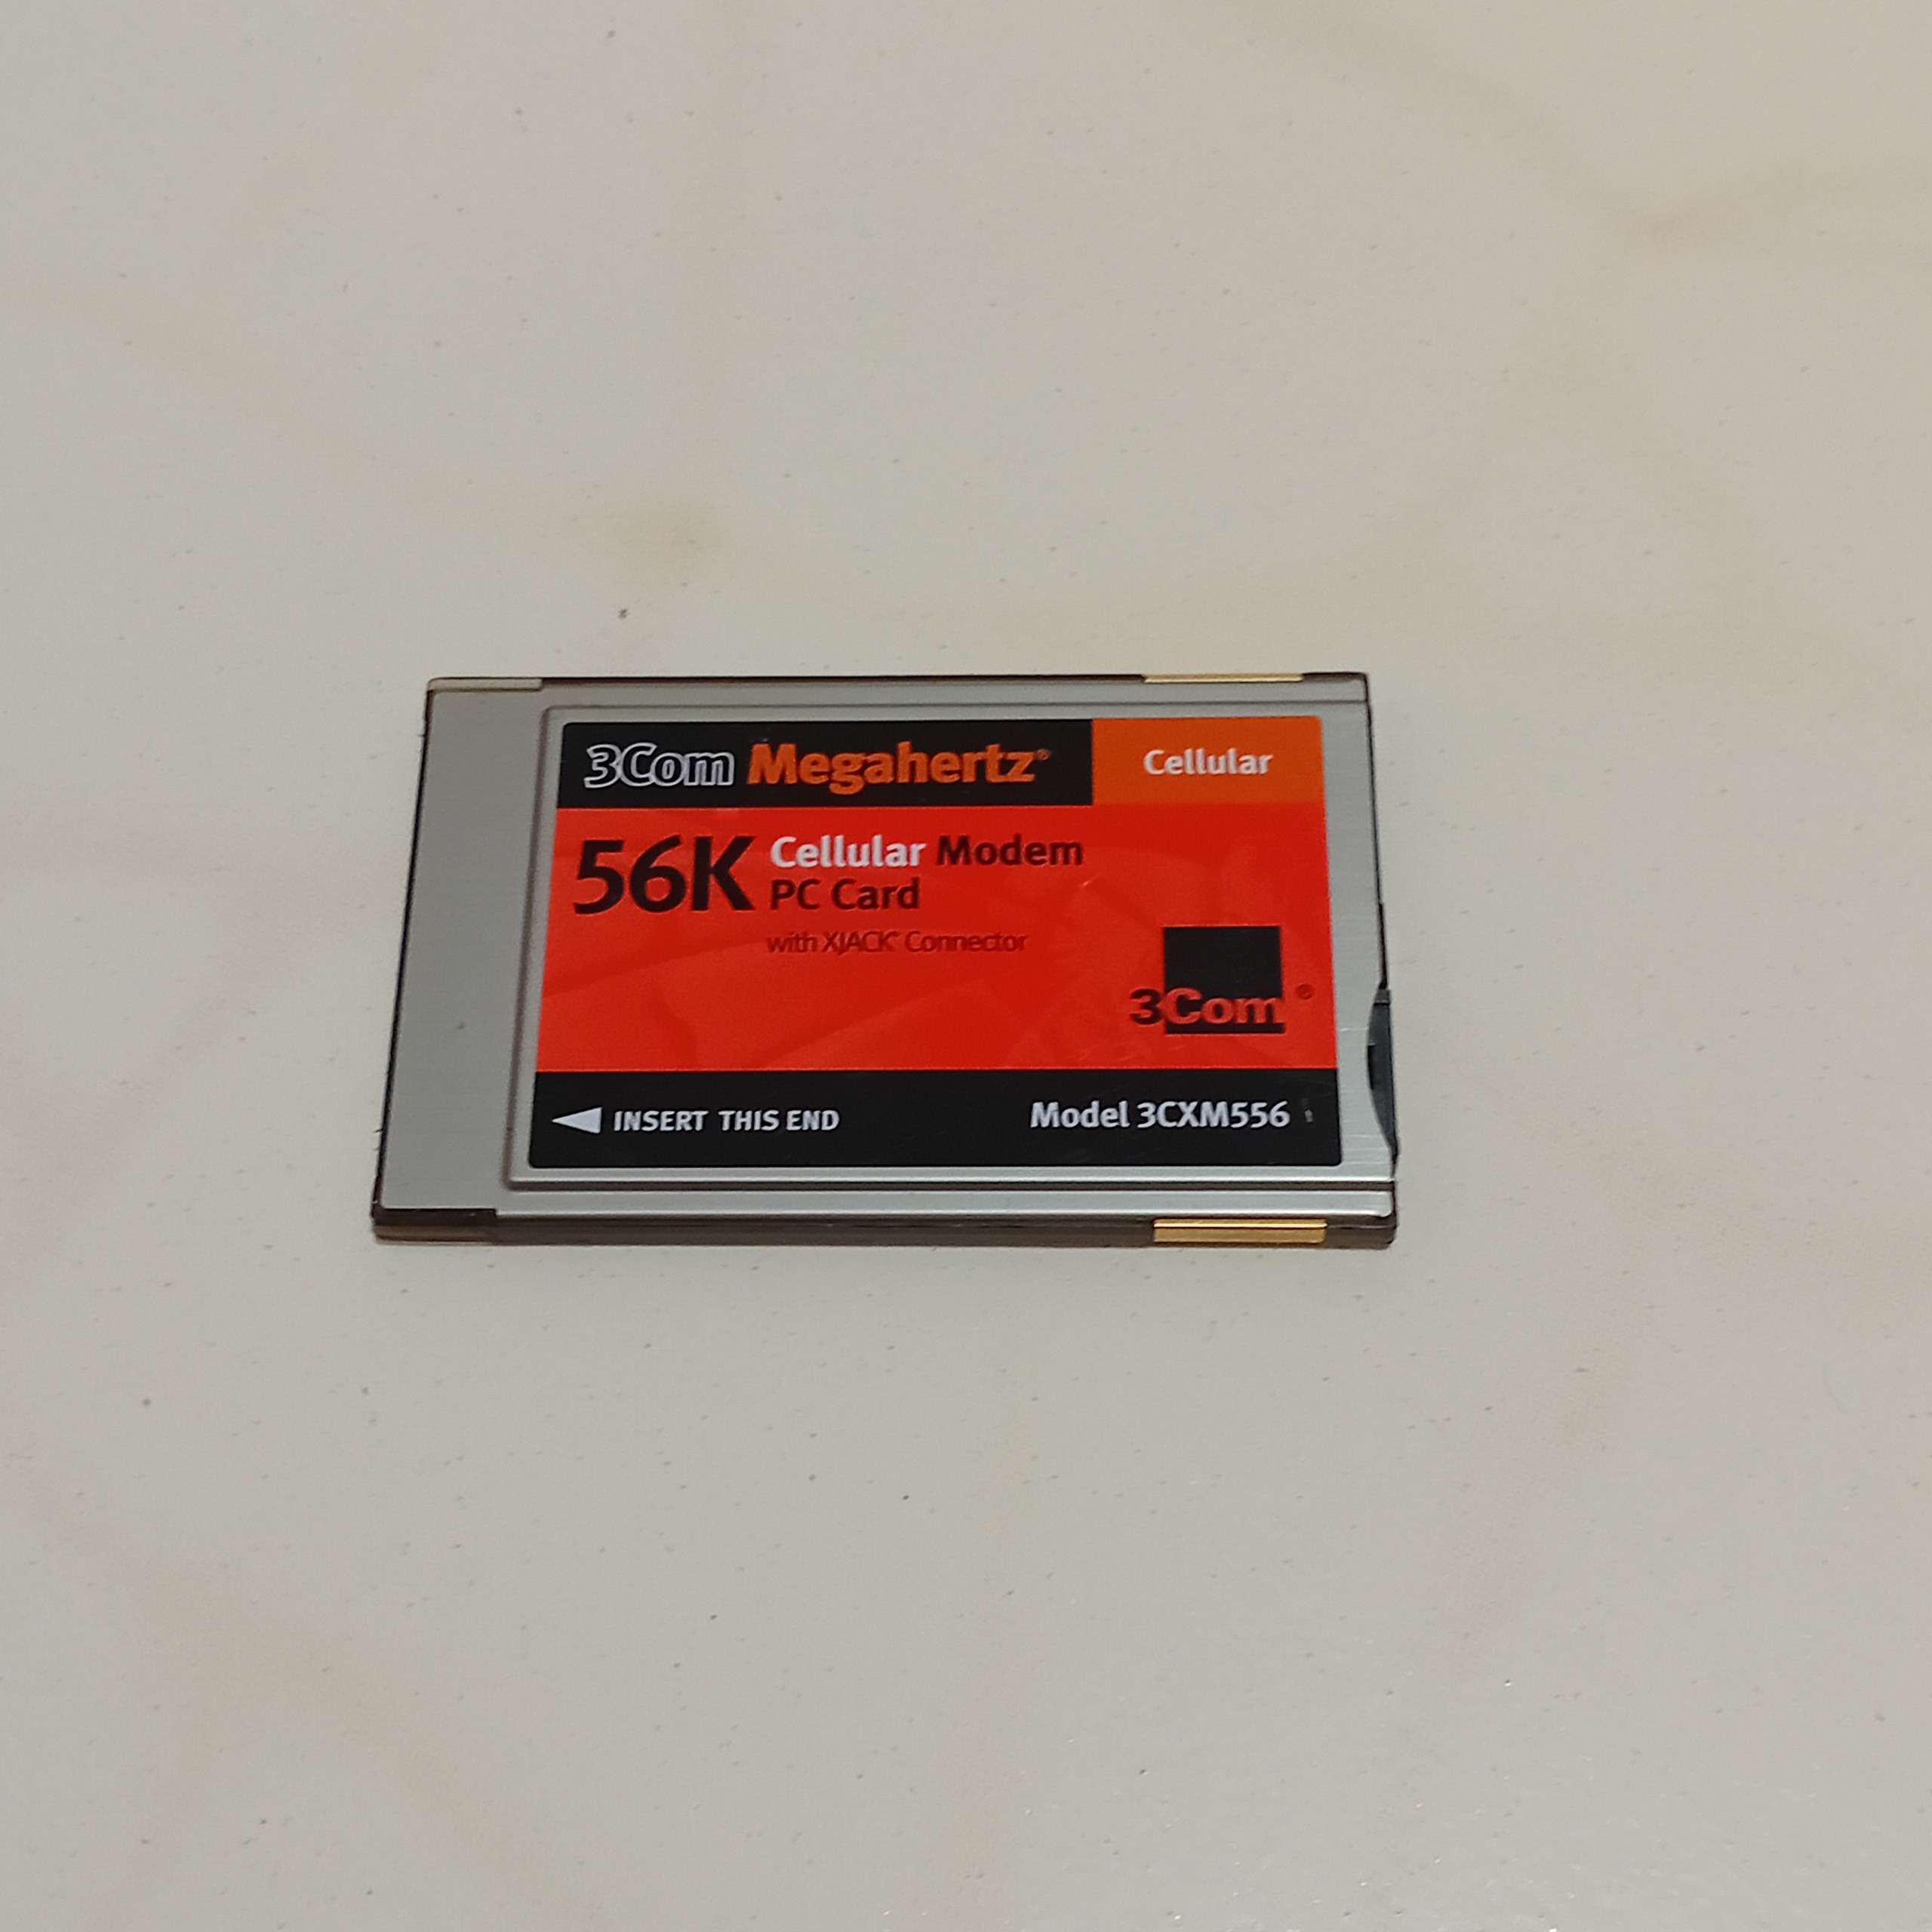 3Com Megahertz® Cellular
56K Cellular Modem
PC Card
with XJACK® Connector
3Com®
INSERT THIS END Model 3CXM556